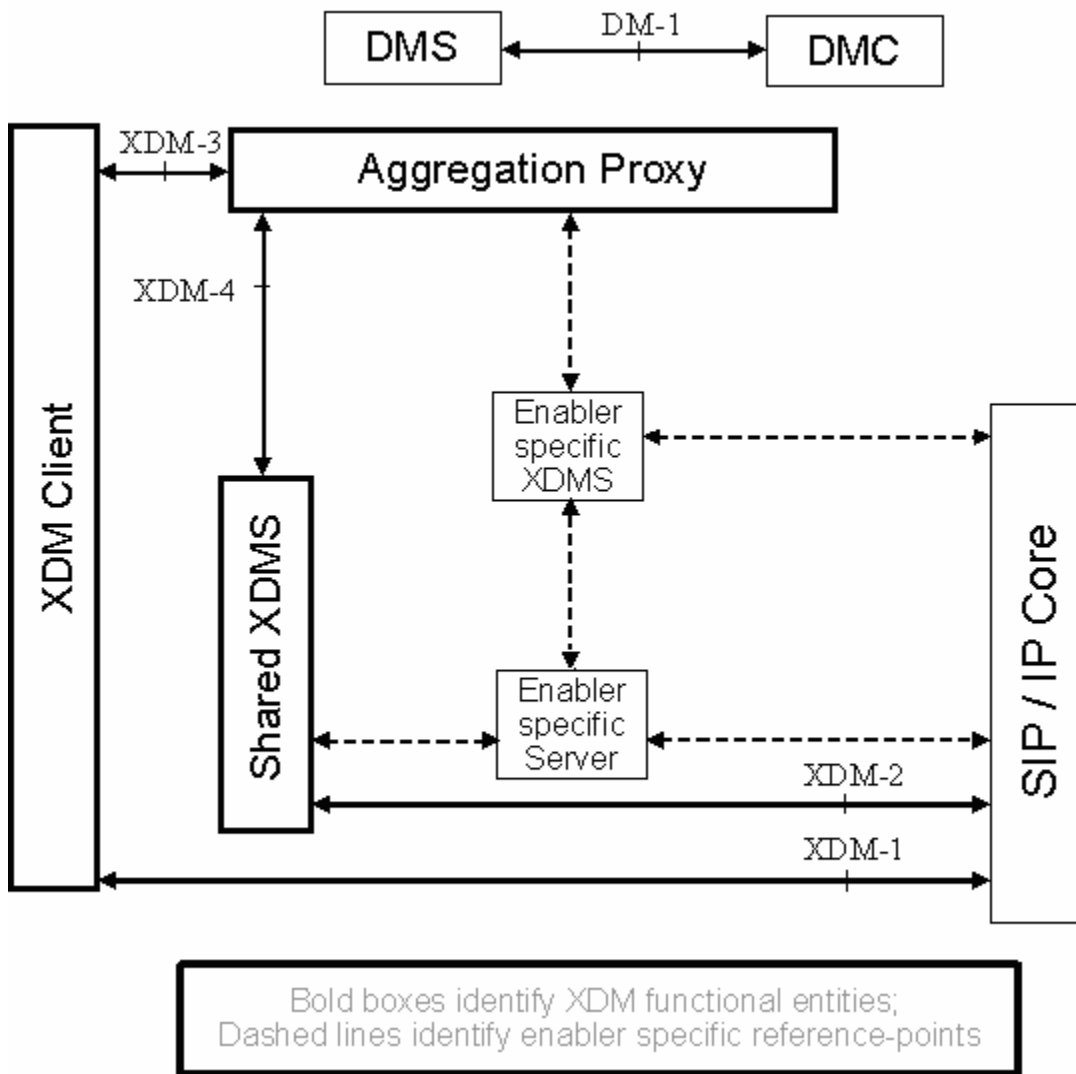 DMS
DM-1
DMC
XDM-3
Aggregation Proxy
XDM-4
XDM Client
Enabler
specific
XDMS
Shared XDMS
Enabler
specific
Server
SIP / IP Core
XDM-2
XDM-1
Bold boxes identify XDM functional entities;
Dashed lines identify enabler specific reference-points